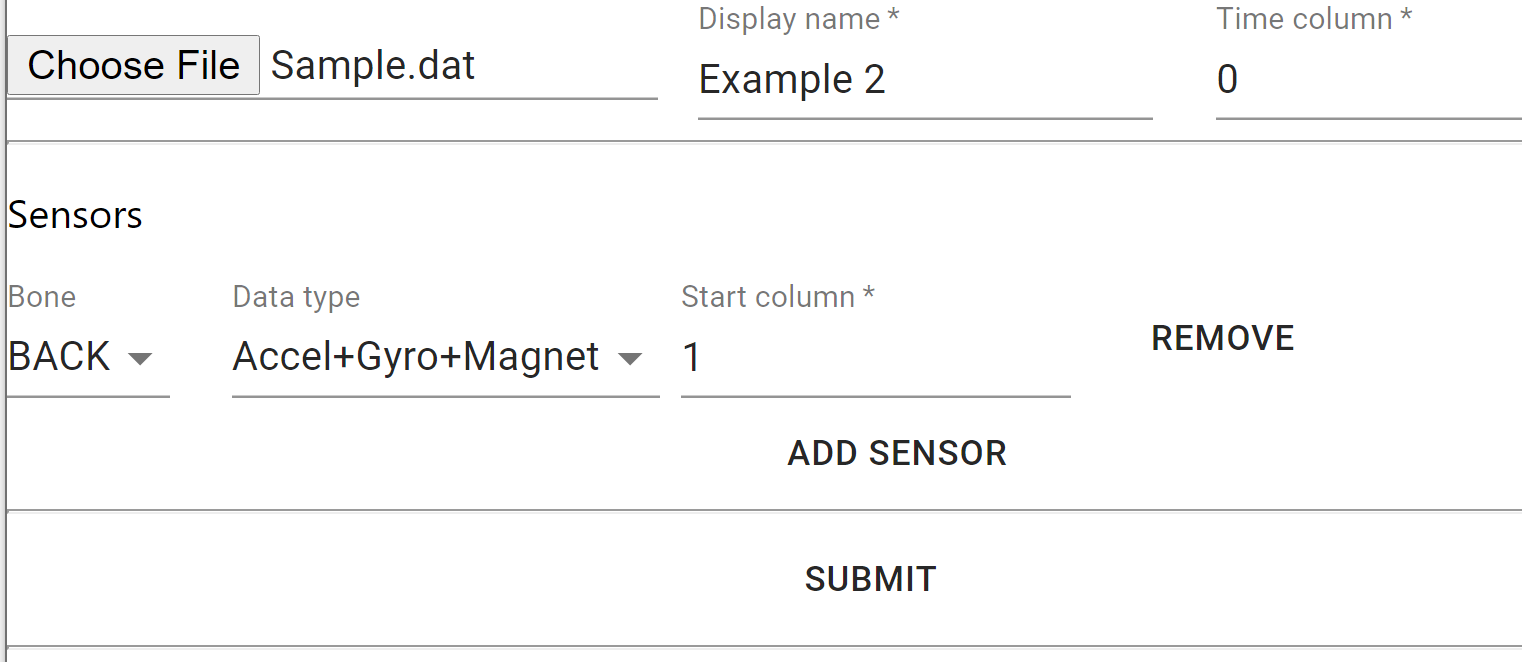 Display name * Time column *
Choose File Sample.dat Example 2 0
Sensors
Bone Data type Start column *
BACK Accel+Gyro+Magnet 1 REMOVE
ADD SENSOR
SUBMIT